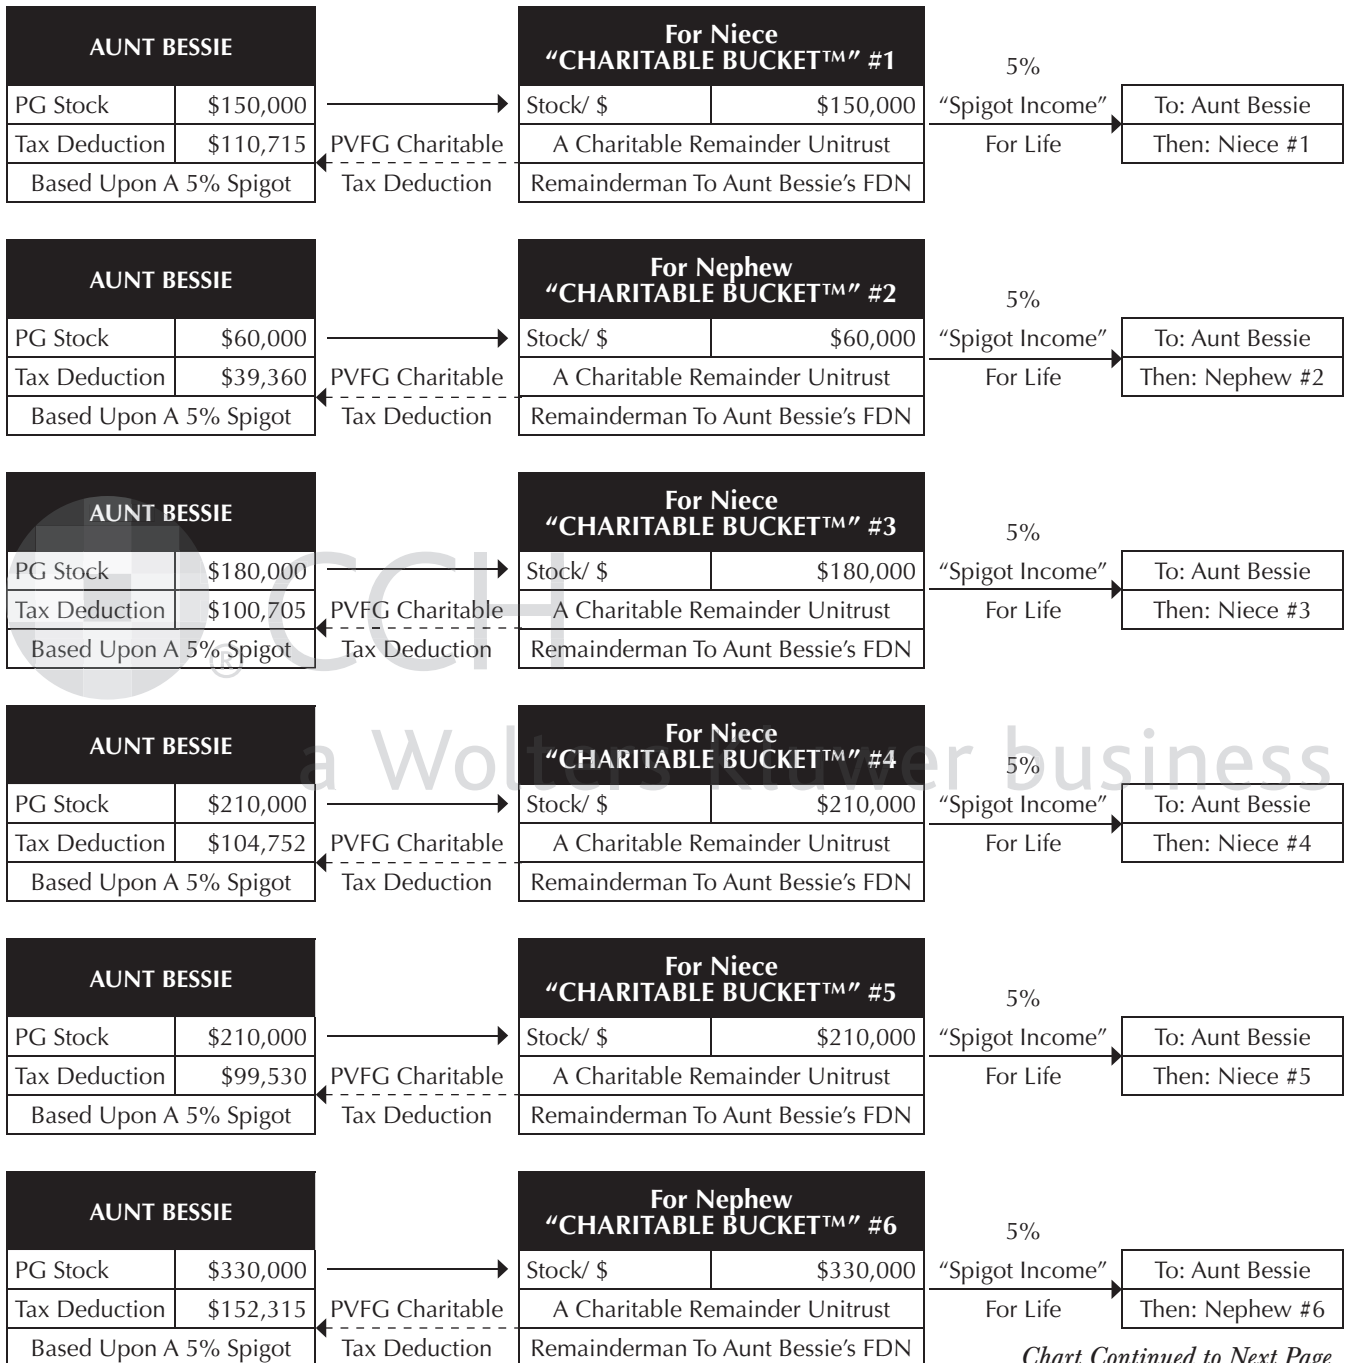 AUNT BESSIE
PG Stock $150,000
Tax Deduction $110,715
Based Upon A 5% Spigot
PVFG Charitable
Tax Deduction
For Niece
“CHARITABLE BUCKET™” #1
Stock/ $ $150,000
A Charitable Remainder Unitrust
Remainderman To Aunt Bessie’s FDN
5%
“Spigot Income”
For Life
To: Aunt Bessie
Then: Niece #1
AUNT BESSIE
PG Stock $60,000
Tax Deduction $39,360
Based Upon A 5% Spigot
PVFG Charitable
Tax Deduction
For Nephew
“CHARITABLE BUCKET™” #2
Stock/ $ $60,000
A Charitable Remainder Unitrust
Remainderman To Aunt Bessie’s FDN
5%
“Spigot Income”
For Life
To: Aunt Bessie
Then: Nephew #2
AUNT BESSIE
PG Stock $180,000
Tax Deduction $100,705
Based Upon A 5% Spigot
PVFG Charitable
Tax Deduction
For Niece
“CHARITABLE BUCKET™” #3
Stock/ $ $180,000
A Charitable Remainder Unitrust
Remainderman To Aunt Bessie’s FDN
5%
“Spigot Income”
For Life
To: Aunt Bessie
Then: Niece #3
® CCH
a Wolters Kluwer business
AUNT BESSIE
PG Stock $210,000
Tax Deduction $104,752
Based Upon A 5% Spigot
PVFG Charitable
Tax Deduction
For Niece
“CHARITABLE BUCKET™” #4
Stock/ $ $210,000
A Charitable Remainder Unitrust
Remainderman To Aunt Bessie’s FDN
5%
“Spigot Income”
For Life
To: Aunt Bessie
Then: Niece #4
AUNT BESSIE
PG Stock $210,000
Tax Deduction $99,530
Based Upon A 5% Spigot
PVFG Charitable
Tax Deduction
For Niece
“CHARITABLE BUCKET™” #5
Stock/ $ $210,000
A Charitable Remainder Unitrust
Remainderman To Aunt Bessie’s FDN
5%
“Spigot Income”
For Life
To: Aunt Bessie
Then: Niece #5
AUNT BESSIE
PG Stock $330,000
Tax Deduction $152,315
Based Upon A 5% Spigot
PVFG Charitable
Tax Deduction
For Nephew
“CHARITABLE BUCKET™” #6
Stock/ $ $330,000
A Charitable Remainder Unitrust
Remainderman To Aunt Bessie’s FDN
5%
“Spigot Income”
For Life
To: Aunt Bessie
Then: Nephew #6
Chart Continued to Next Page